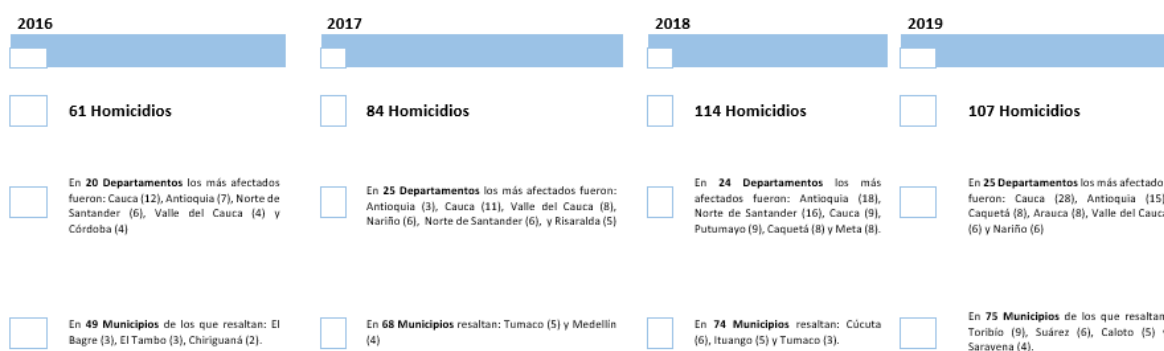 2016
61 Homicidios
En 20 Departamentos los más afectados
fueron: Cauca (12), Antioquia (7), Norte de
Santander (6), Valle del Cauca (4) y
Córdoba (4)
En 49 Municipios de los que resaltan: El
Bagre (3), El Tambo (3), Chiriguaná (2).
2017
84 Homicidios
En 25 Departamentos los más afectados fueron:
Antioquia (3), Cauca (11), Valle del Cauca (8),
Nariño (6), Norte de Santander (6), y Risaralda (5)
En 68 Municipios resaltan: Tumaco (5) y Medellín
(4)
2018
114 Homicidios
En 24 Departamentos los más
afectados fueron: Antioquia (18),
Norte de Santander (16), Cauca (9),
Putumayo (9), Caquetá (8) y Meta (8).
En 74 Municipios resaltan: Cúcuta
(6), Ituango (5) y Tumaco (3).
2019
107 Homicidios
En 25 Departamentos los más afectado
fueron: Cauca (28), Antioquia (15)
Caquetá (8), Arauca (8), Valle del Cauca
(6) y Nariño (6)
En 75 Municipios de los que resaltan
Toribío (9), Suárez (6), Caloto (5) y
Saravena (4).